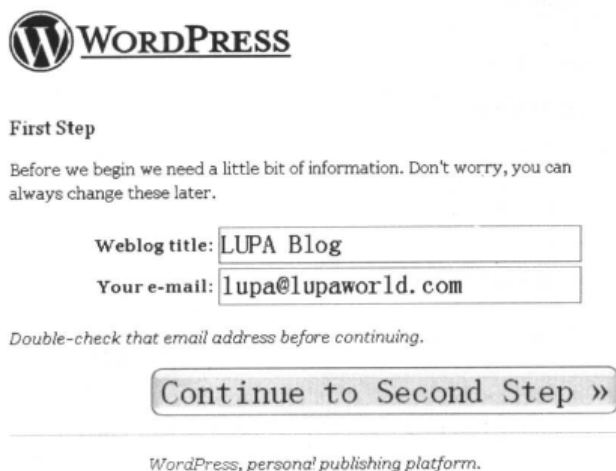 WORDPRESS
First Step
Before we begin we need a little bit of information. Don't worry, you can
always change these later.
Weblog title: LUPA Blog
Your e-mail: lupa@lupaworld.com
Double-check that email address before continuing.
Continue to Second Step »
WordPress, personal publishing platform.